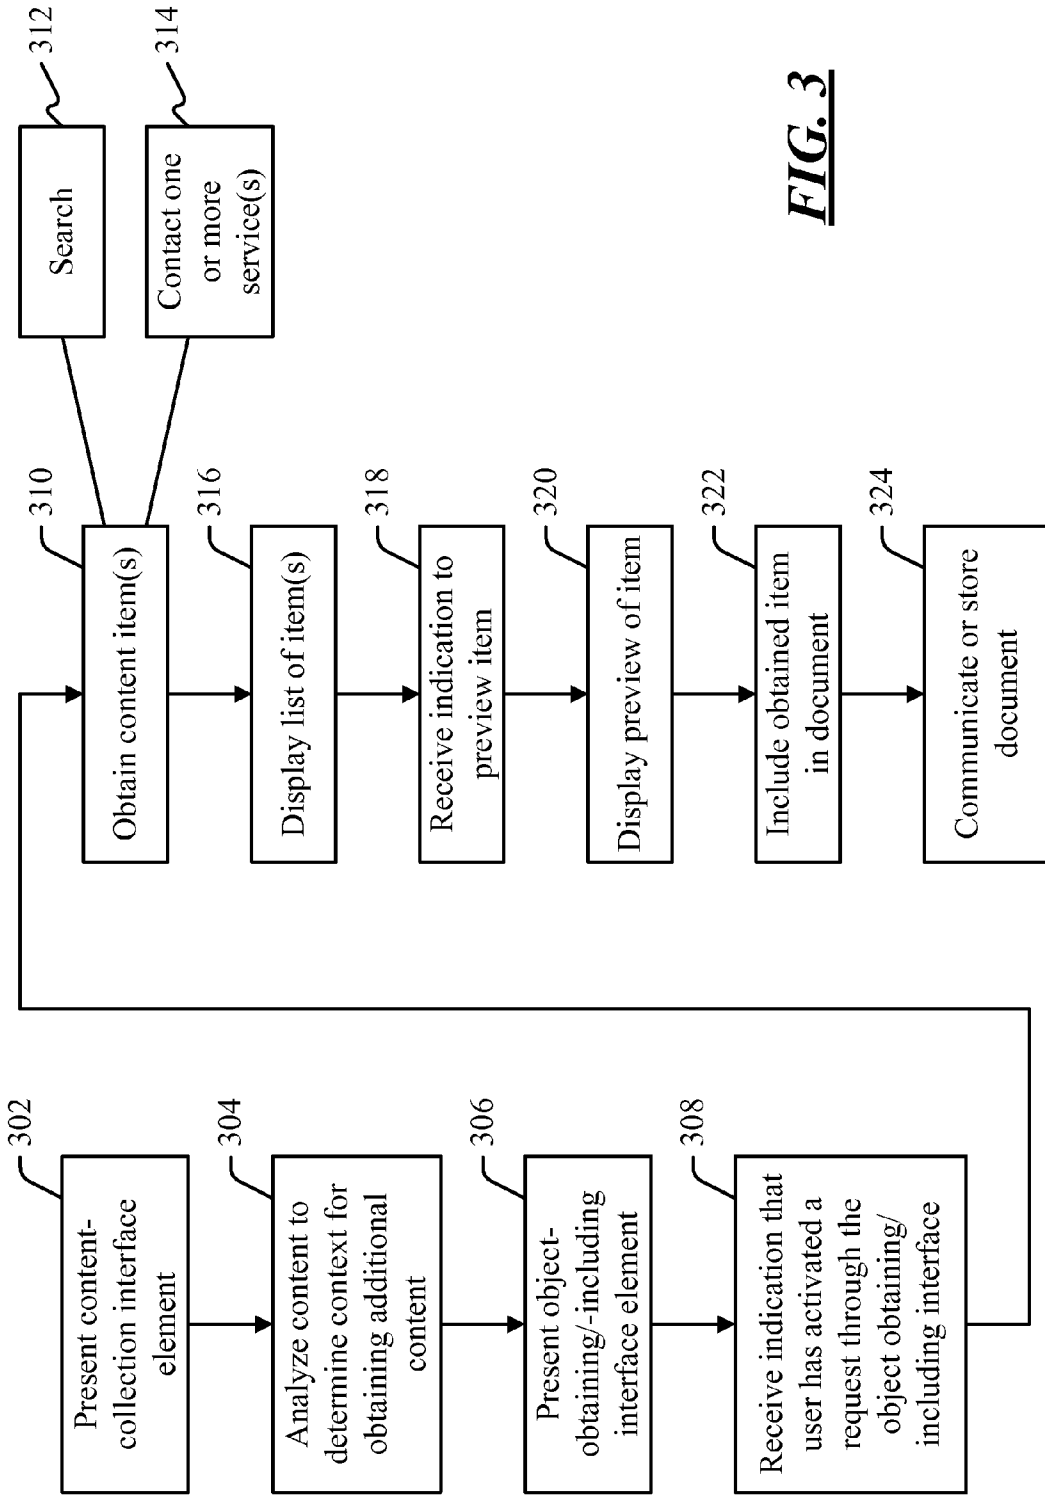 302
Present content-
collection interface
element
304
Analyze content to
determine context for
obtaining additional
content
306
Present object-
obtaining/-including
interface element
308
Receive indication that
user has activated a
request through the
object obtaining/
including interface
310
Obtain content item(s)
312
Search
314
Contact one
or more
service(s)
316
Display list of item(s)
318
Receive indication to
preview item
320
Display preview of item
322
Include obtained item
in document
324
Communicate or store
document
FIG. 3